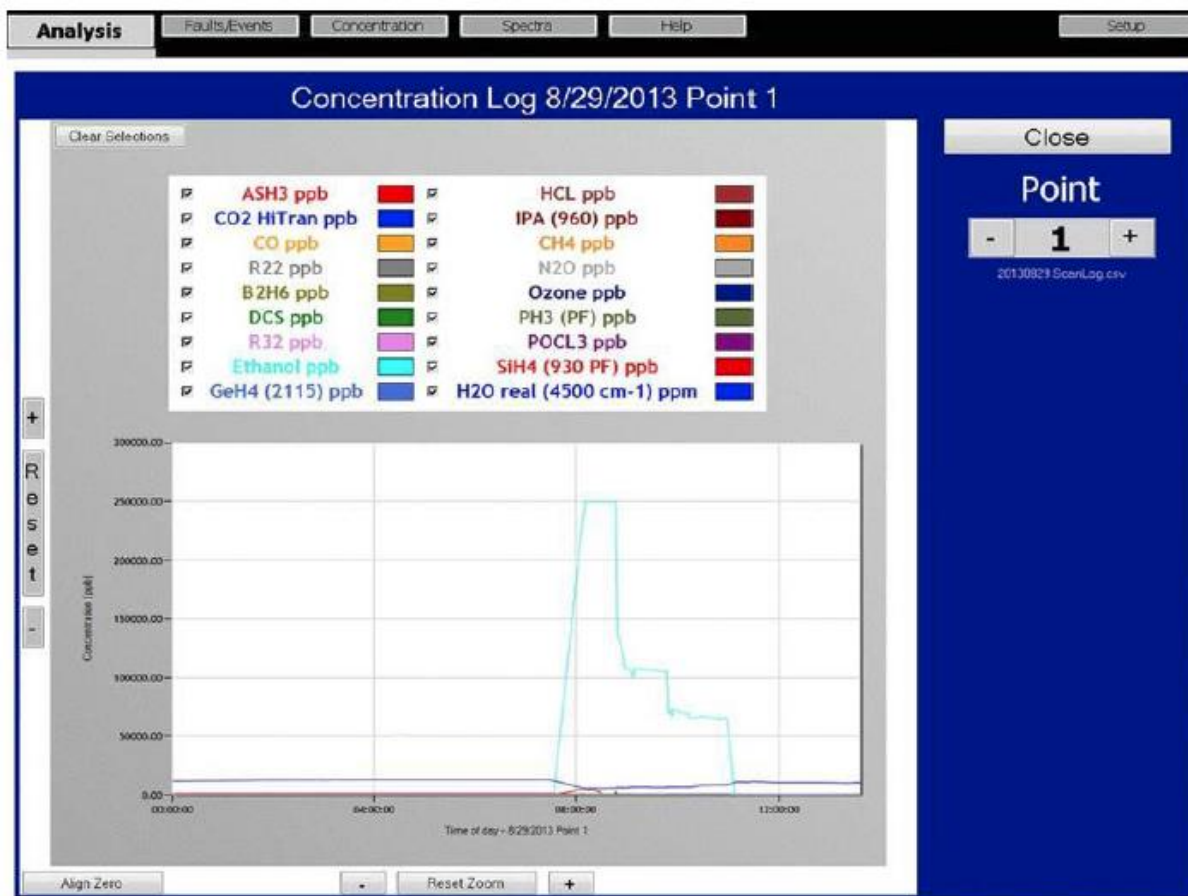 Analysis Faults/Events Concentration Spectra Help Setup
Concentration Log 8/29/2013 Point 1
Clear Selections
Close
Point
- 1 +
20130829.ScanLog.csv
ASH3 ppb HCL ppb
CO2 HiTran ppb IPA (960) ppb
CO ppb CH4 ppb
R22 ppb N2O ppb
B2H6 ppb Ozone ppb
DCS ppb PH3 (PF) ppb
R32 ppb POCL3 ppb
Ethanol ppb SiH4 (930 PF) ppb
GeH4 (2115) ppb H2O real (4500 cm-1) ppm
+
Reset
-
Concentration (ppb)
300000.00
250000.00
200000.00
150000.00
100000.00
50000.00
0.00
00:00:00 04:00:00 08:00:00 12:00:00
Time of day - 8/29/2013 Point 1
Align Zero - Reset Zoom +